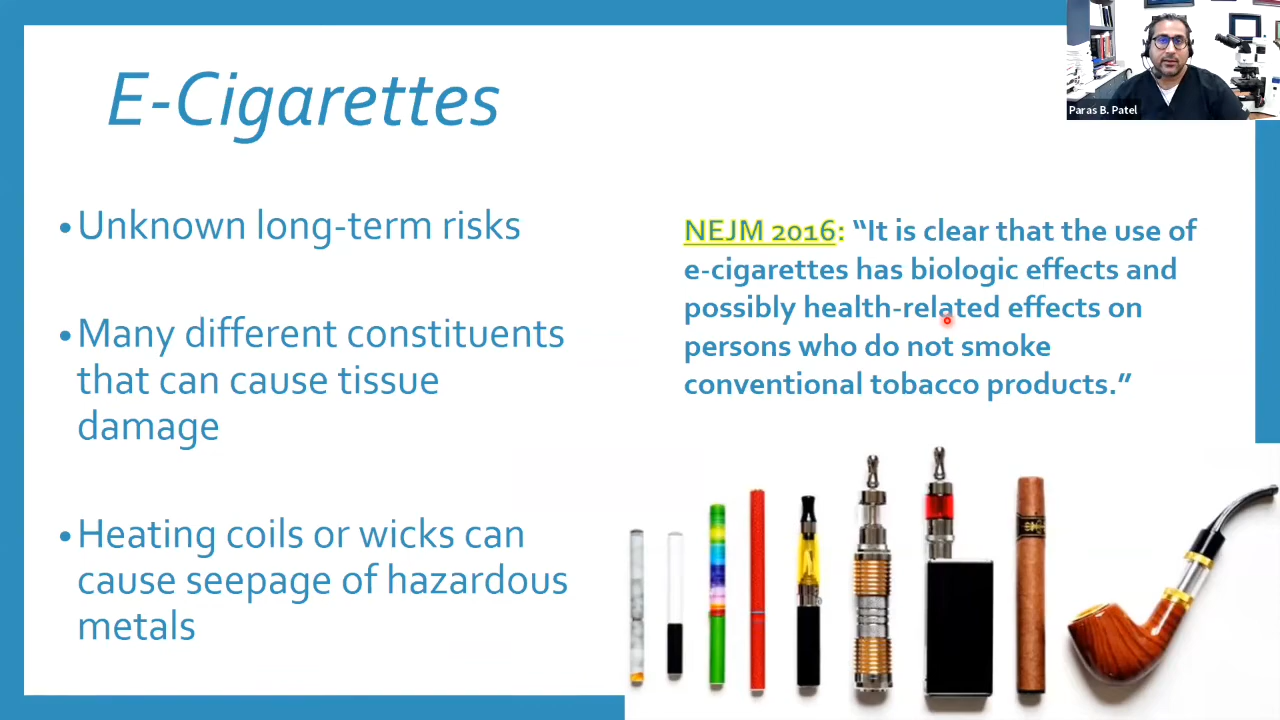 E-Cigarettes
Paras B. Patel
•Unknown long-term risks
•Many different constituents
that can cause tissue
damage
•Heating coils or wicks can
cause seepage of hazardous
metals
NEJM 2016: “It is clear that the use of
e-cigarettes has biologic effects and
possibly health-related effects on
persons who do not smoke
conventional tobacco products.”